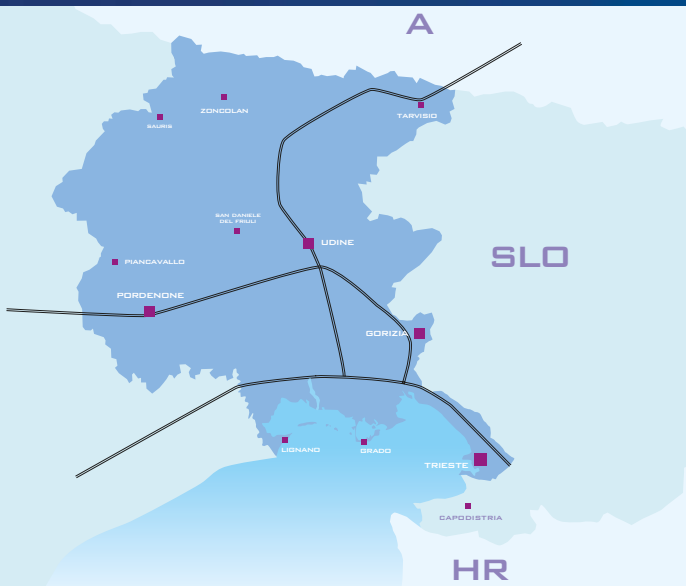 A
ZONCOLAN
SAURIS
TARVISIO
SAN DANIELE
DEL FRIULI
UDINE
SLO
PIANCAVALLO
PORDENONE
GORIZIA
LIGNANO
GRADO
TRIESTE
CAPODISTRIA
HR